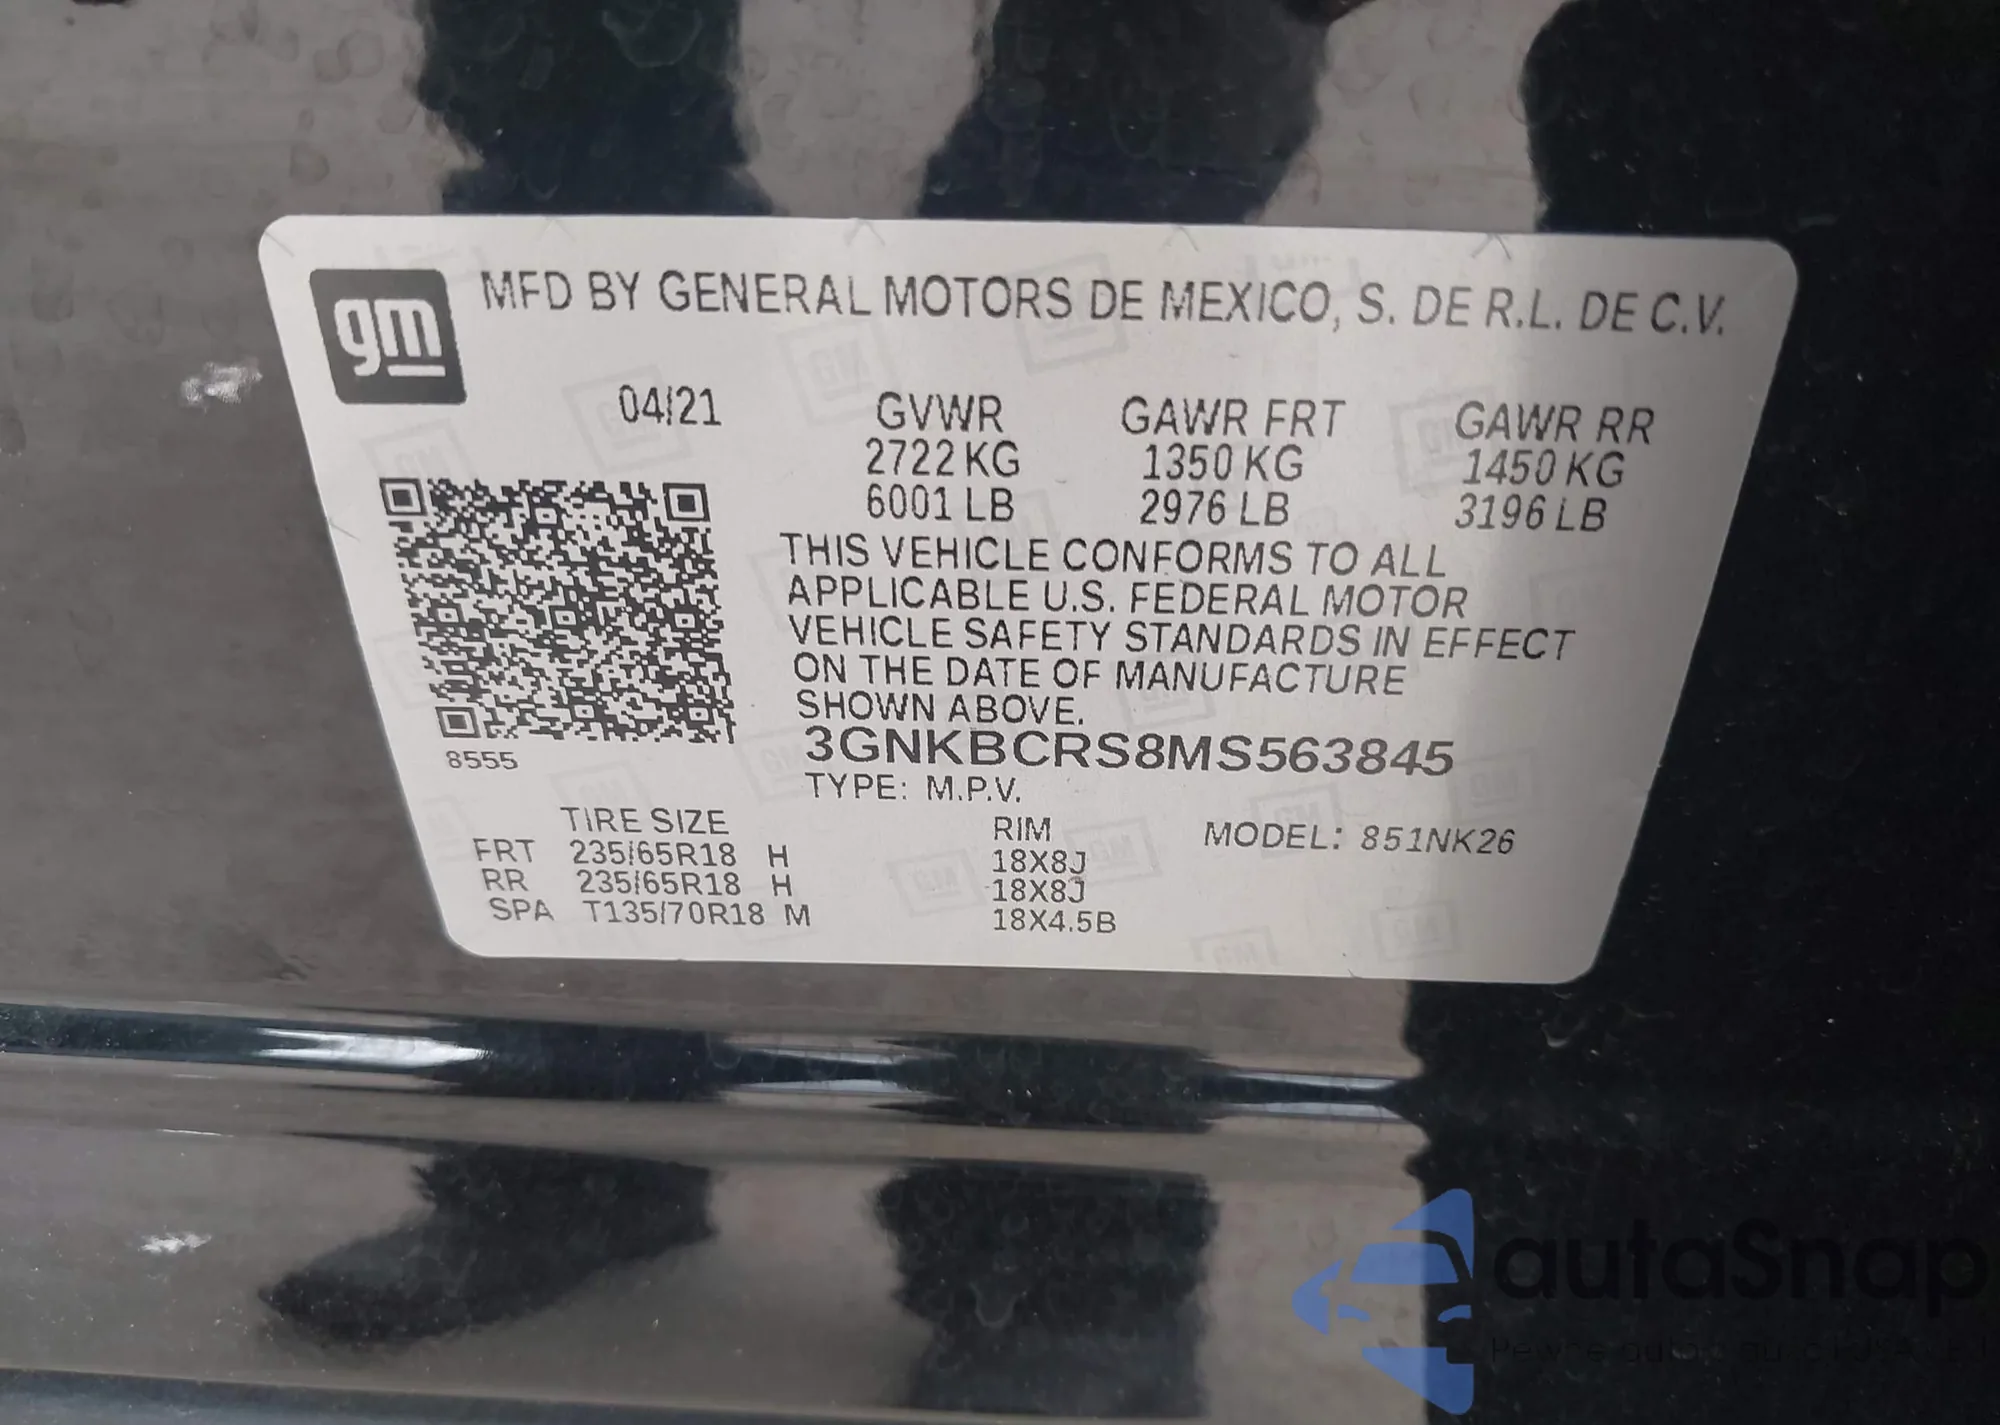 gm
MFD BY GENERAL MOTORS DE MEXICO, S. DE R.L. DE C.V.
04/21
GVWR GAWR FRT GAWR RR
2722 KG 1350 KG 1450 KG
6001 LB 2976 LB 3196 LB
THIS VEHICLE CONFORMS TO ALL
APPLICABLE U.S. FEDERAL MOTOR
VEHICLE SAFETY STANDARDS IN EFFECT
ON THE DATE OF MANUFACTURE
SHOWN ABOVE.
3GNKBCRS8MS563845
8555
TYPE: M.P.V.
TIRE SIZE RIM MODEL: 851NK26
FRT 235/65R18 H 18X8J
RR 235/65R18 H 18X8J
SPA T135/70R18 M 18X4.5B
autaSnap